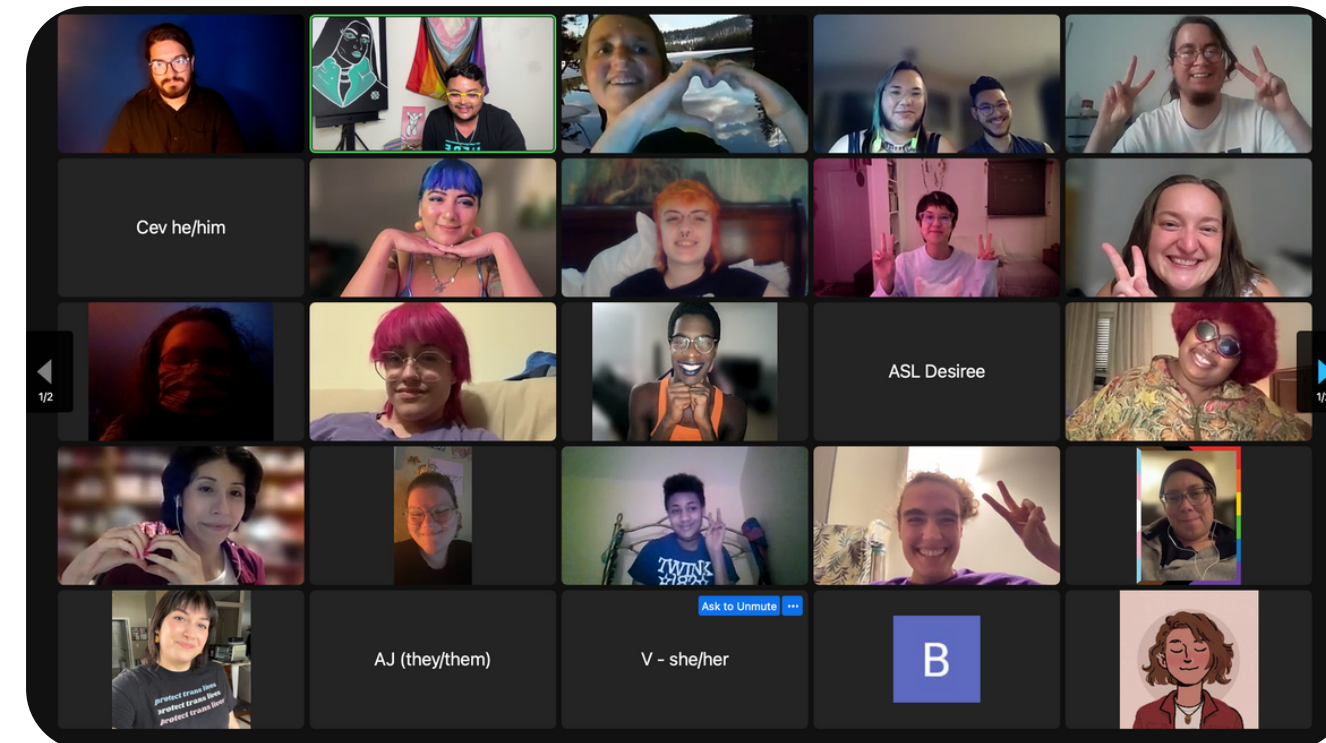 Cev he/him
ASL Desiree
1/2
TWINK
Ask to Unmute
AJ (they/them)
V - she/her
B
protect trans lives
protect trans lives
protect trans lives